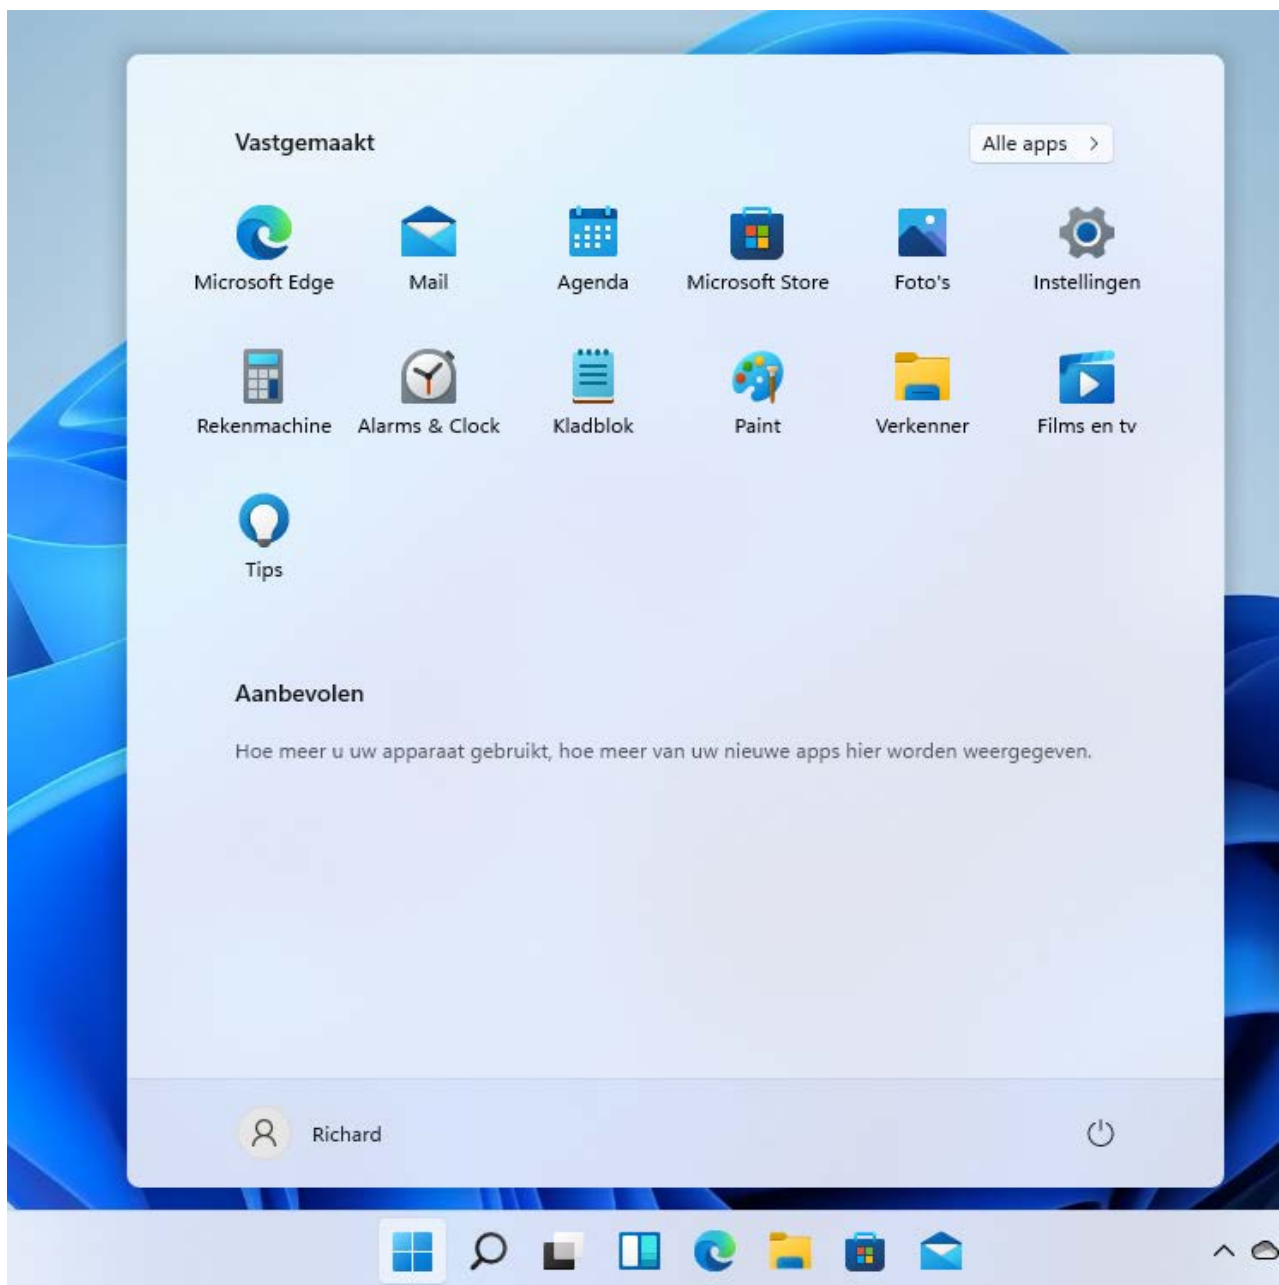 Vastgemaakt
Alle apps
Microsoft Edge
Mail
Agenda
Microsoft Store
Foto's
Instellingen
Rekenmachine
Alarms & Clock
Kladblok
Paint
Verkenner
Films en tv
Tips
Aanbevolen
Hoe meer u uw apparaat gebruikt, hoe meer van uw nieuwe apps hier worden weergegeven.
Richard